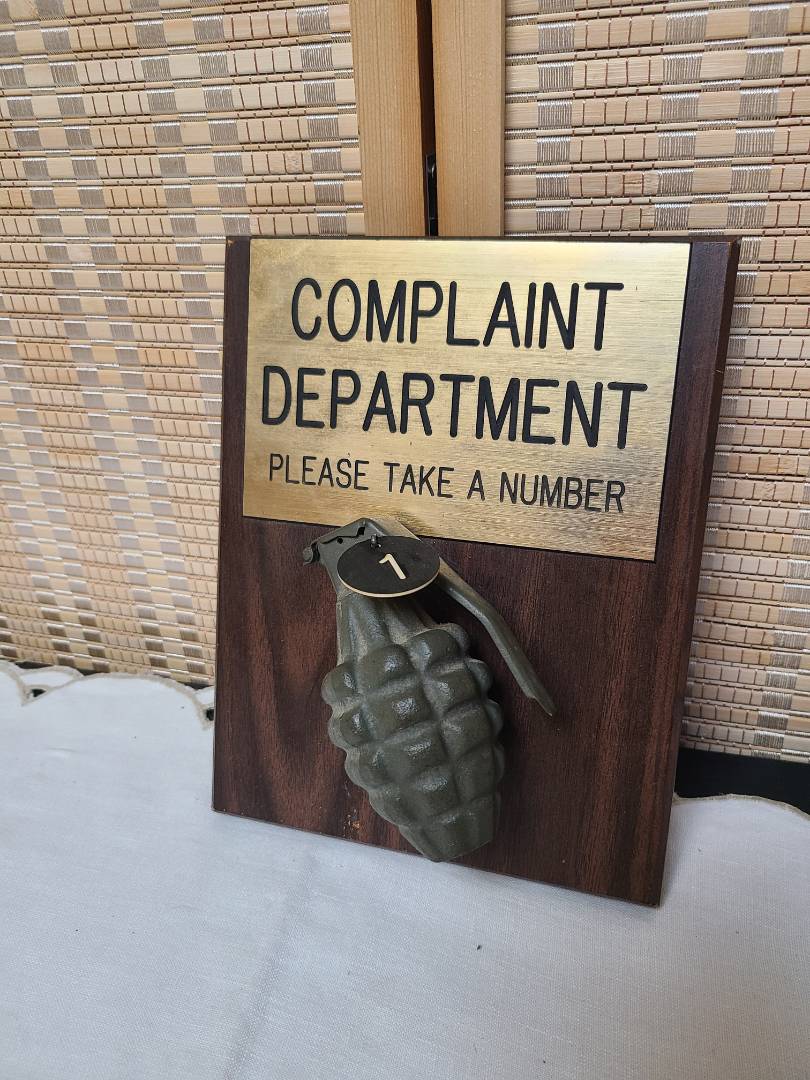 COMPLAINT
DEPARTMENT
PLEASE TAKE A NUMBER
1